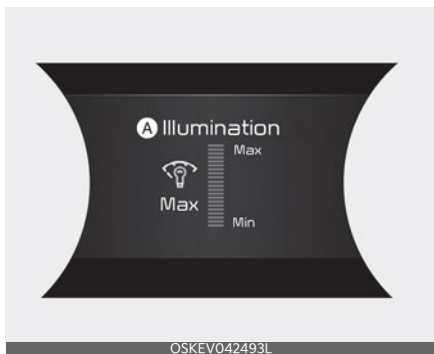 A Illumination
Max
Max
Min
OSKEV042493L